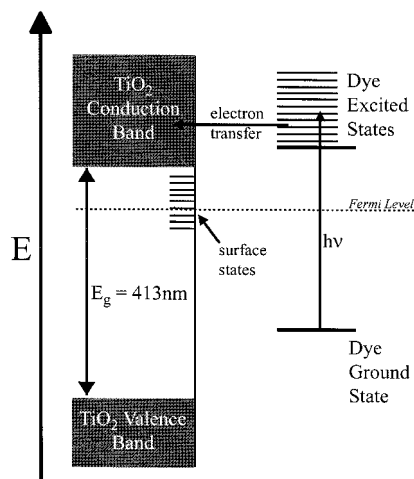 E
TiO₂
Conduction
Band
electron
transfer
Dye
Excited
States
Fermi Level
surface
states
hν
E_g = 413nm
Dye
Ground
State
TiO₂ Valence
Band